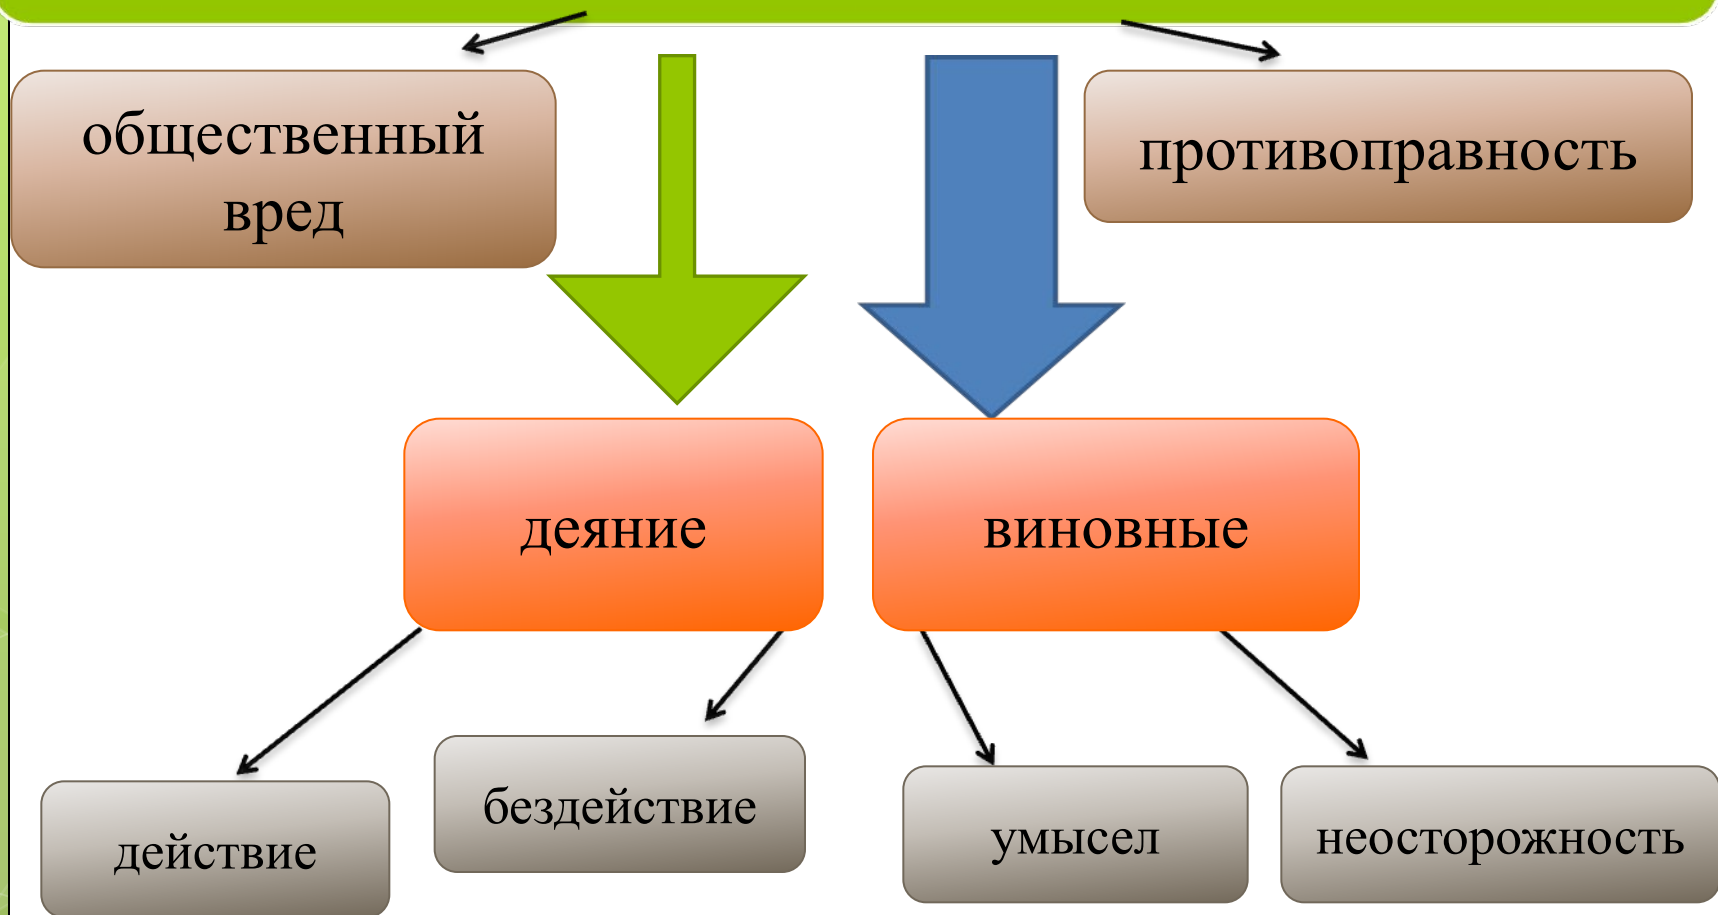 общественный
вред
противоправность
деяние
виновные
действие
бездействие
умысел
неосторожность